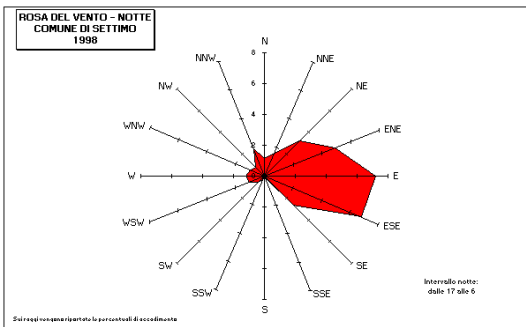 ROSA DEL VENTO - NOTTE
COMUNE DI SETTIMO
1998
N
NNW
NNE
NW
NE
WNW
ENE
W
E
WSW
ESE
SW
SE
SSW
SSE
S
8
6
4
2
0
Intervallo notte:
dalle 17 alle 6
Sui raggi vengono riportate le percentuali di accadimento